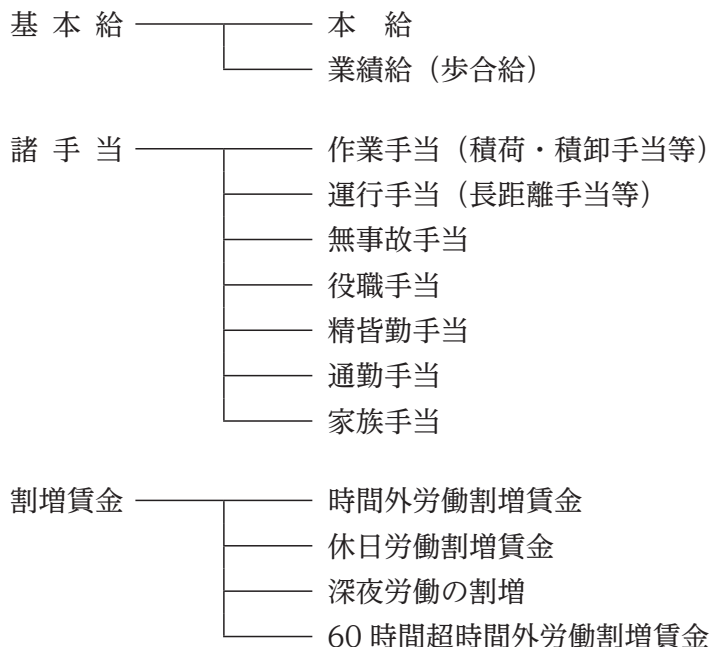 基 本 給 本　給
業績給（歩合給）
諸 手 当 作業手当（積荷・積卸手当等）
運行手当（長距離手当等）
無事故手当
役職手当
精皆勤手当
通勤手当
家族手当
割増賃金 時間外労働割増賃金
休日労働割増賃金
深夜労働の割増
60 時間超時間外労働割増賃金